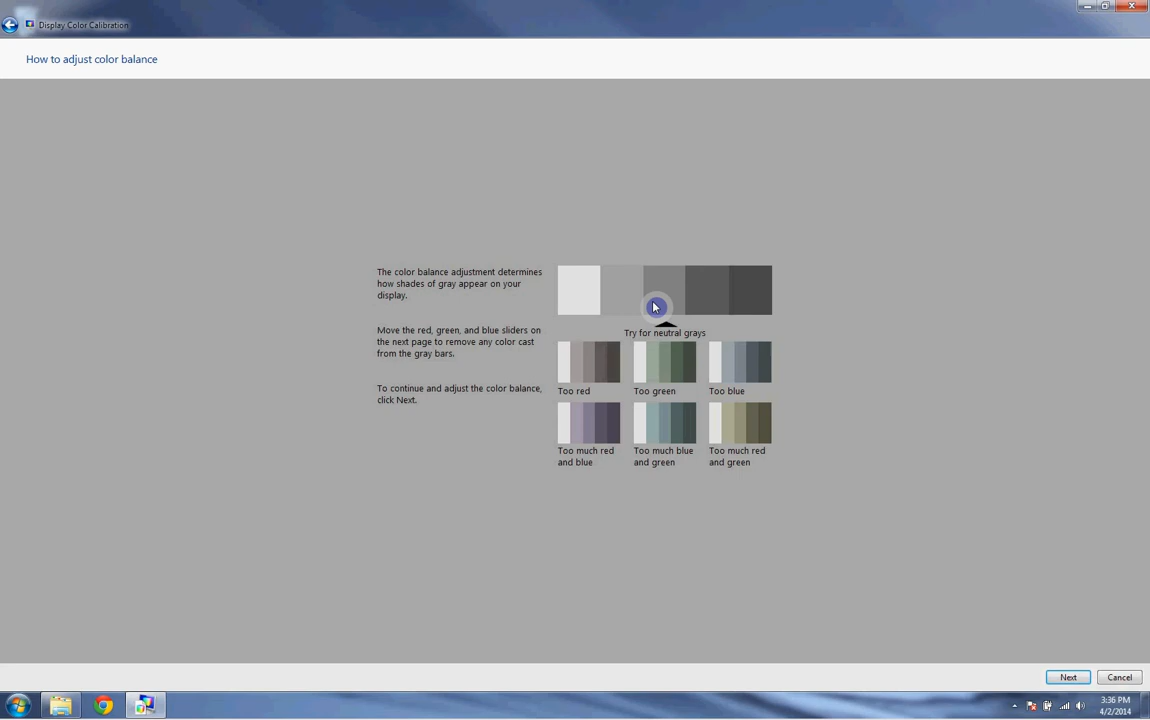 Display Color Calibration
How to adjust color balance
The color balance adjustment determines
how shades of gray appear on your
display.
Move the red, green, and blue sliders on
the next page to remove any color cast
from the gray bars.
To continue and adjust the color balance,
click Next.
Try for neutral grays
Too red
Too green
Too blue
Too much red
and blue
Too much blue
and green
Too much red
and green
Next
Cancel
3:36 PM
4/2/2014